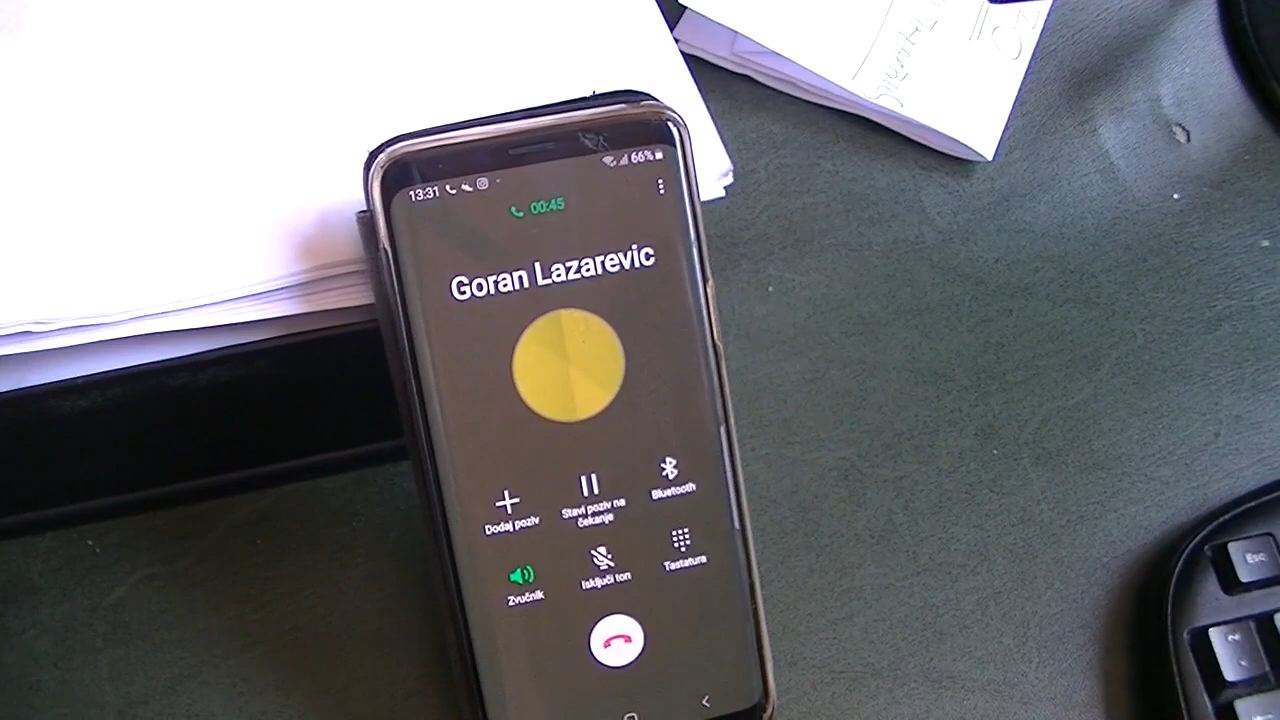 13:31 66%
00:45
Goran Lazarevic
Dodaj poziv
Stavi poziv na
čekanje
Bluetooth
Zvučnik
Isključi ton
Tastatura
Esc